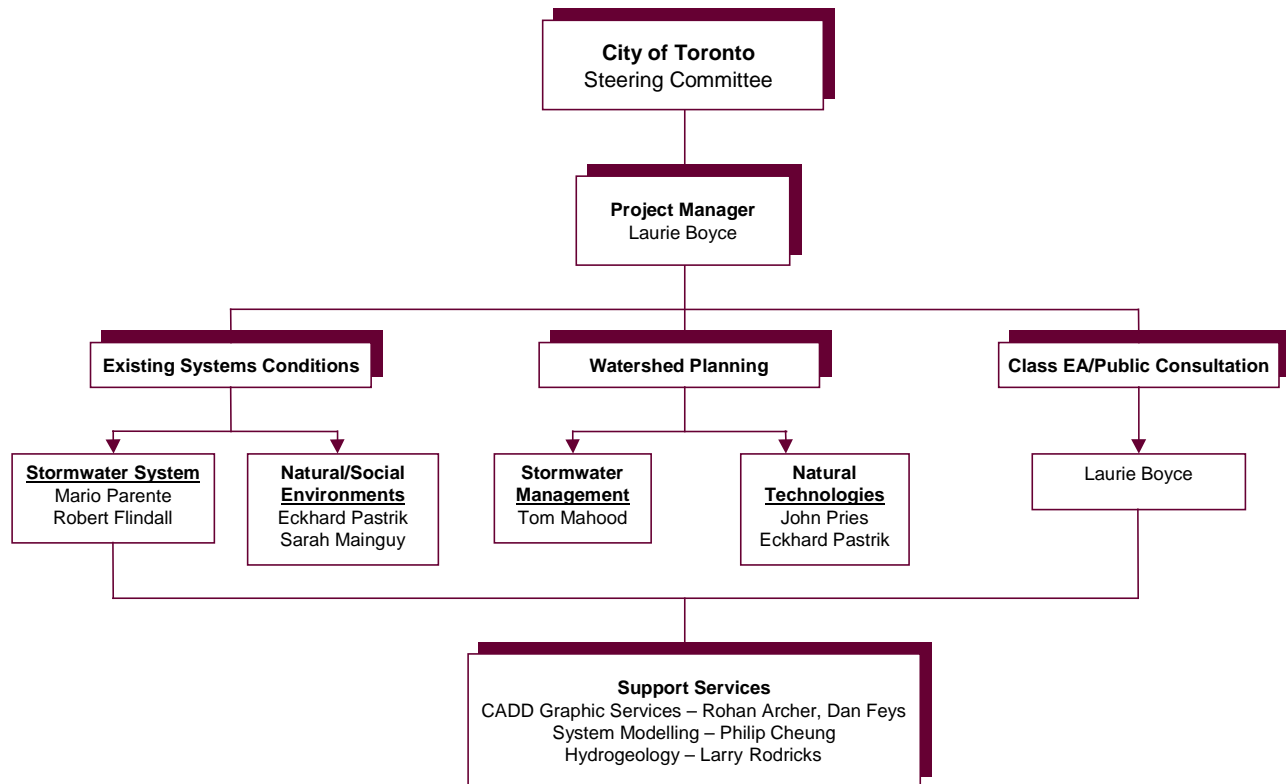 City of Toronto
Steering Committee
Project Manager
Laurie Boyce
Existing Systems Conditions
Watershed Planning
Class EA/Public Consultation
Stormwater System
Mario Parente
Robert Flindall
Natural/Social
Environments
Eckhard Pastrik
Sarah Mainguy
Stormwater
Management
Tom Mahood
Natural
Technologies
John Pries
Eckhard Pastrik
Laurie Boyce
Support Services
CADD Graphic Services – Rohan Archer, Dan Feys
System Modelling – Philip Cheung
Hydrogeology – Larry Rodricks